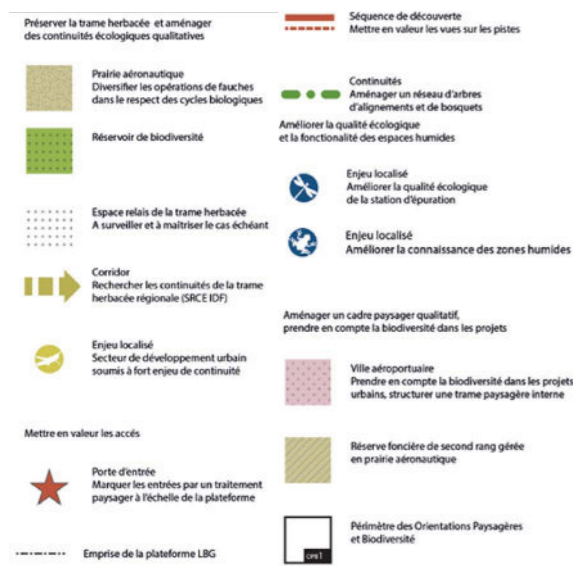 Préserver la trame herbacée et aménager
des continuités écologiques qualitatives
Prairie aéronautique
Diversifier les opérations de fauches
dans le respect des cycles biologiques
Réservoir de biodiversité
Espace relais de la trame herbacée
A surveiller et à maîtriser le cas échéant
Corridor
Rechercher les continuités de la trame
herbacée régionale (SRCE IDF)
Enjeu localisé
Secteur de développement urbain
soumis à fort enjeu de continuité
Mettre en valeur les accés
Porte d'entrée
Marquer les entrées par un traitement
paysager à l'échelle de la plateforme
Emprise de la plateforme LBG
Séquence de découverte
Mettre en valeur les vues sur les pistes
Continuités
Aménager un réseau d'arbres
d'alignements et de bosquets
Améliorer la qualité écologique
et la fonctionalité des espaces humides
Enjeu localisé
Améliorer la qualité écologique
de la station d'épuration
Enjeu localisé
Améliorer la connaissance des zones humides
Aménager un cadre paysager qualitatif,
prendre en compte la biodiversité dans les projets
Ville aéroportuaire
Prendre en compte la biodiversité dans les projets
urbains, structurer une trame paysagère interne
Réserve foncière de second rang gérée
en prairie aéronautique
Périmètre des Orientations Paysagères
et Biodiversité